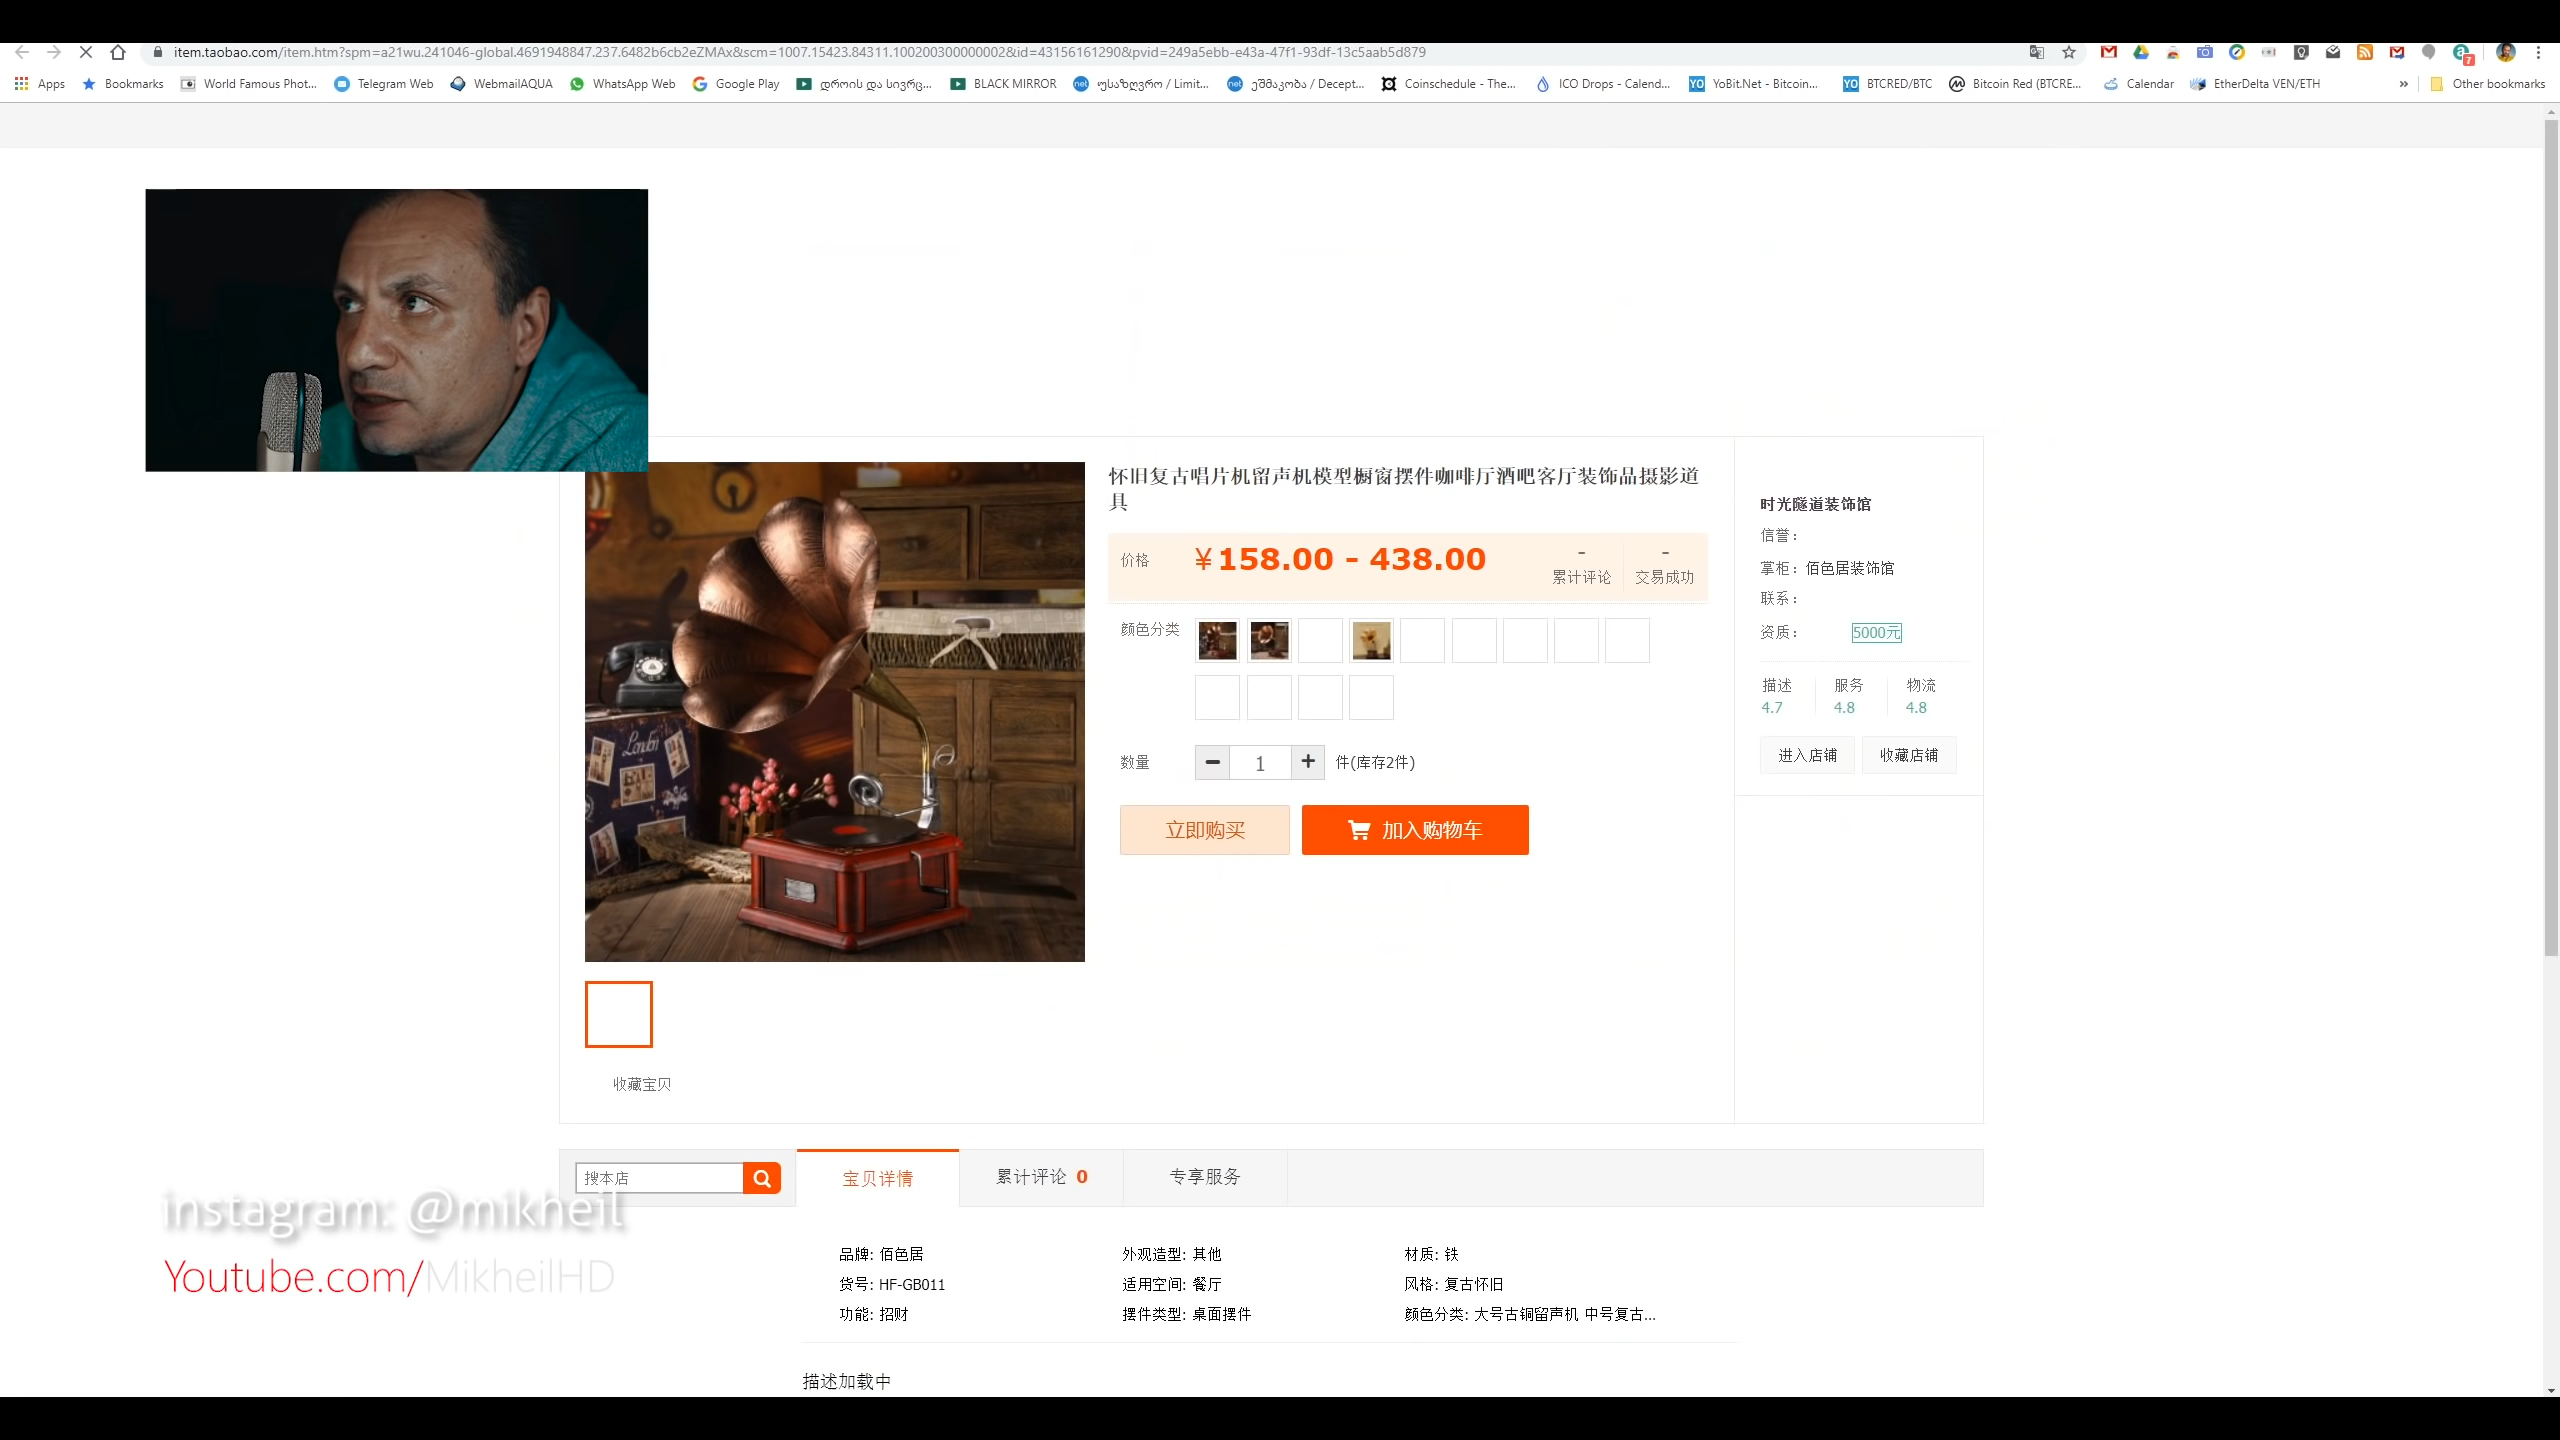 item.taobao.com/item.htm?spm=a21wu.241046-global.4691948847.237.6482b6cb2eZMAx&scm=1007.15423.84311.100200300000002&id=43156161290&pvid=249a5ebb-e43a-47f1-93df-13c5aab5d879
7
Apps Bookmarks World Famous Phot... Telegram Web WebmailAQUA WhatsApp Web Google Play დროის და სივრც... BLACK MIRROR უსაზღვრო / Limit... ეშმაკობა / Decept... Coinschedule - The... ICO Drops - Calend... YoBit.Net - Bitcoin... BTCRED/BTC Bitcoin Red (BTCRE... Calendar EtherDelta VEN/ETH » Other bookmarks
怀旧复古唱片机留声机模型橱窗摆件咖啡厅酒吧客厅装饰品摄影道
具
价格 ¥158.00 - 438.00
- 累计评论
- 交易成功
颜色分类
数量 1 件(库存2件)
立即购买 加入购物车
London
收藏宝贝
时光隧道装饰馆
信誉：
掌柜：佰色居装饰馆
联系：
资质： 5000元
描述 服务 物流
4.7 4.8 4.8
进入店铺 收藏店铺
搜本店 宝贝详情 累计评论 0 专享服务
instagram: @mikheil
Youtube.com/MikheilHD
品牌: 佰色居 外观造型: 其他 材质: 铁
货号: HF-GB011 适用空间: 餐厅 风格: 复古怀旧
功能: 招财 摆件类型: 桌面摆件 颜色分类: 大号古铜留声机 中号复古...
描述加载中